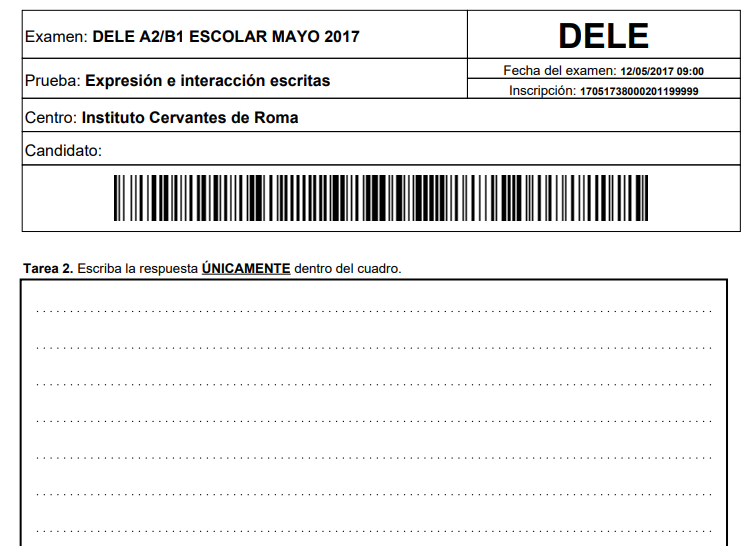 Examen: DELE A2/B1 ESCOLAR MAYO 2017
DELE
Prueba: Expresión e interacción escritas
Fecha del examen: 12/05/2017 09:00
Inscripción: 17051738000201199999
Centro: Instituto Cervantes de Roma
Candidato:
Tarea 2. Escriba la respuesta ÚNICAMENTE dentro del cuadro.